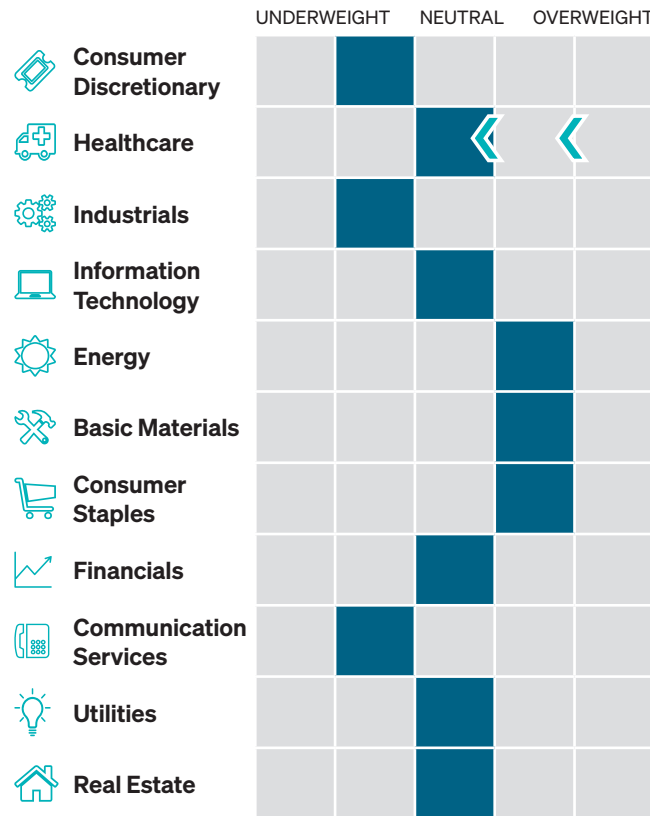 UNDERWEIGHT NEUTRAL OVERWEIGHT
Consumer
Discretionary
Healthcare
Industrials
Information
Technology
Energy
Basic Materials
Consumer
Staples
Financials
Communication
Services
Utilities
Real Estate